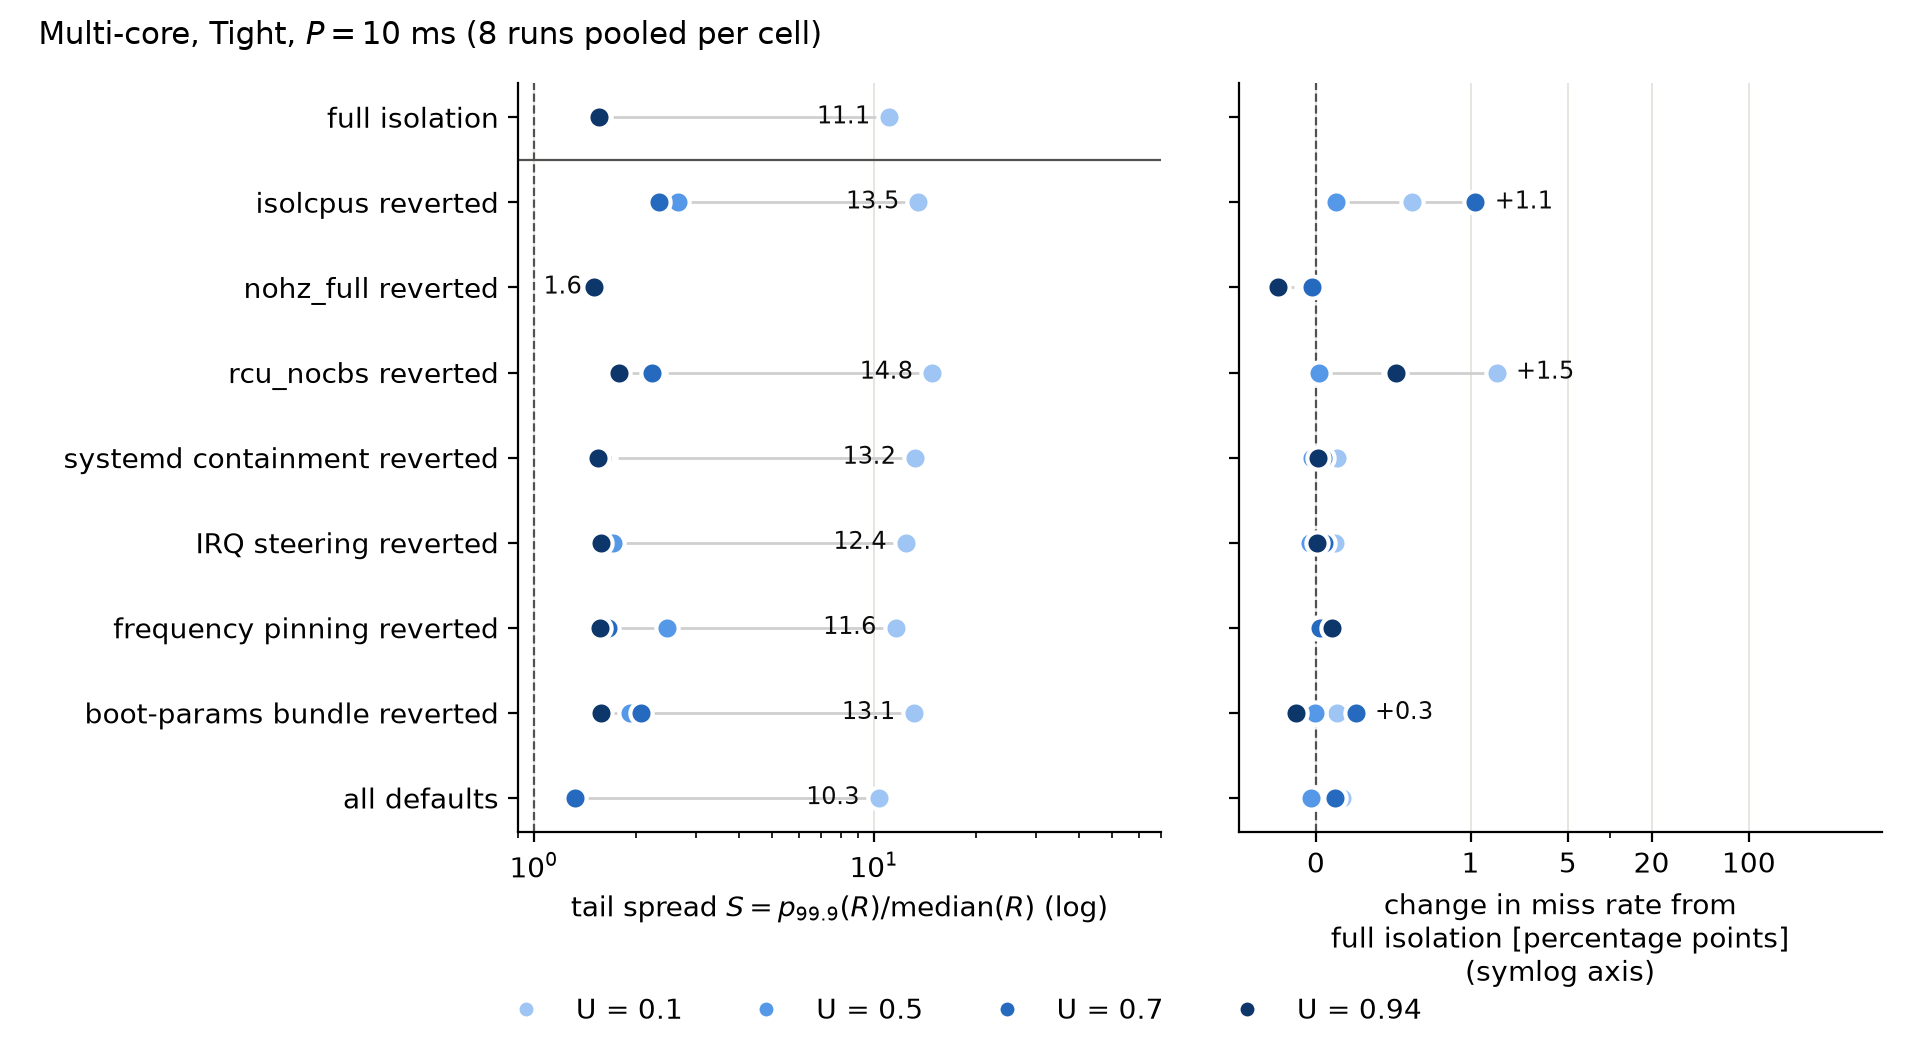 Multi-core, Tight, P = 10 ms (8 runs pooled per cell)
full isolation
11.1
isolcpus reverted
13.5
+1.1
nohz_full reverted
1.6
rcu_nocbs reverted
14.8
+1.5
systemd containment reverted
13.2
IRQ steering reverted
12.4
frequency pinning reverted
11.6
boot-params bundle reverted
13.1
+0.3
all defaults
10.3
10⁰ 10¹
0 1 5 20 100
tail spread S = p₉₉.₉(R)/median(R) (log)
change in miss rate from
full isolation [percentage points]
(symlog axis)
U = 0.1 U = 0.5 U = 0.7 U = 0.94